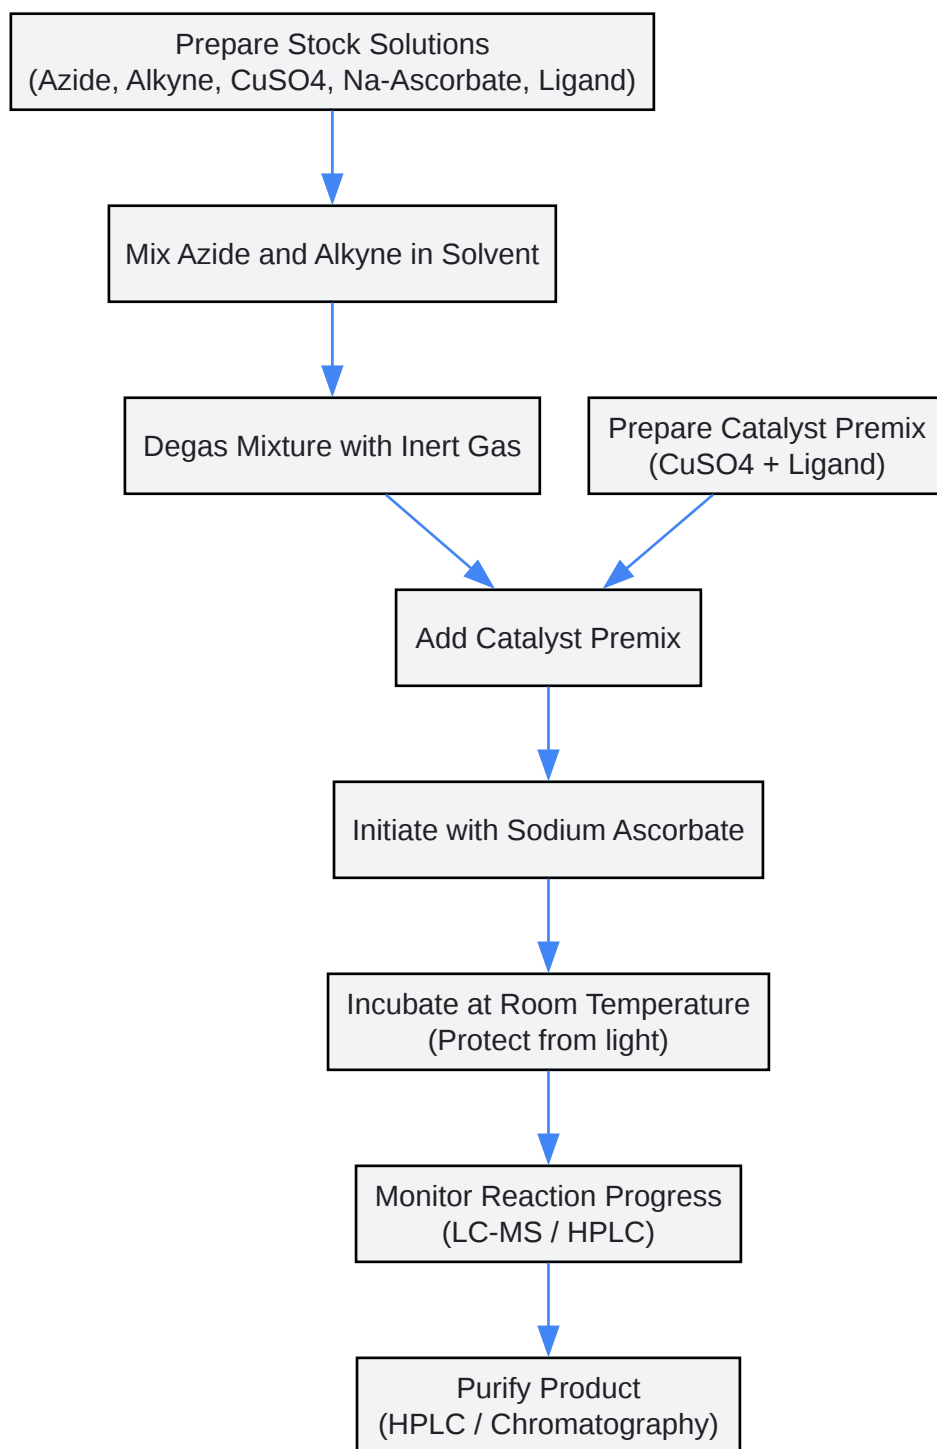 Prepare Stock Solutions
(Azide, Alkyne, CuSO4, Na-Ascorbate, Ligand)
Mix Azide and Alkyne in Solvent
Degas Mixture with Inert Gas
Prepare Catalyst Premix
(CuSO4 + Ligand)
Add Catalyst Premix
Initiate with Sodium Ascorbate
Incubate at Room Temperature
(Protect from light)
Monitor Reaction Progress
(LC-MS / HPLC)
Purify Product
(HPLC / Chromatography)